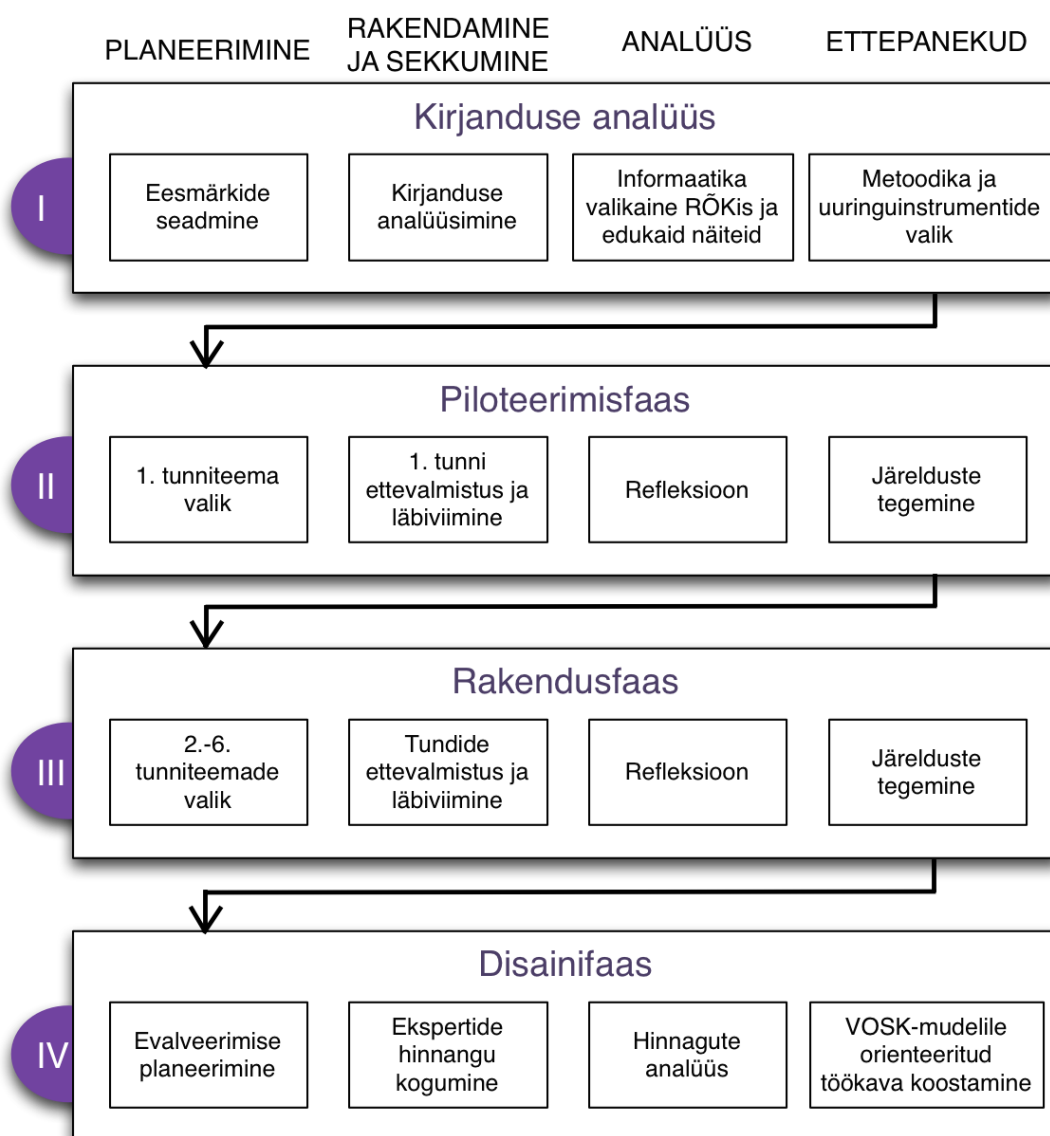 PLANEERIMINE
RAKENDAMINE
JA SEKKUMINE
ANALÜÜS
ETTEPANEKUD
I
Kirjanduse analüüs
Eesmärkide
seadmine
Kirjanduse
analüüsimine
Informaatika
valikaine RÕKis ja
edukaid näiteid
Metoodika ja
uuringuinstrumentide
valik
II
Piloteerimisfaas
1. tunniteema
valik
1. tunni
ettevalmistus ja
läbiviimine
Refleksioon
Järelduste
tegemine
III
Rakendusfaas
2.-6.
tunniteemade
valik
Tundide
ettevalmistus ja
läbiviimine
Refleksioon
Järelduste
tegemine
IV
Disainifaas
Evalveerimise
planeerimine
Ekspertide
hinnangu
kogumine
Hinnagute
analüüs
VOSK-mudelile
orienteeritud
töökava koostamine